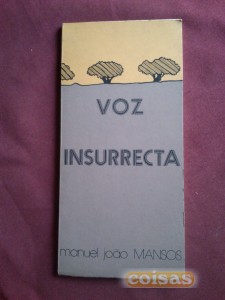 VOZ
INSURRECTA
manuel joão MANSOS
coisas